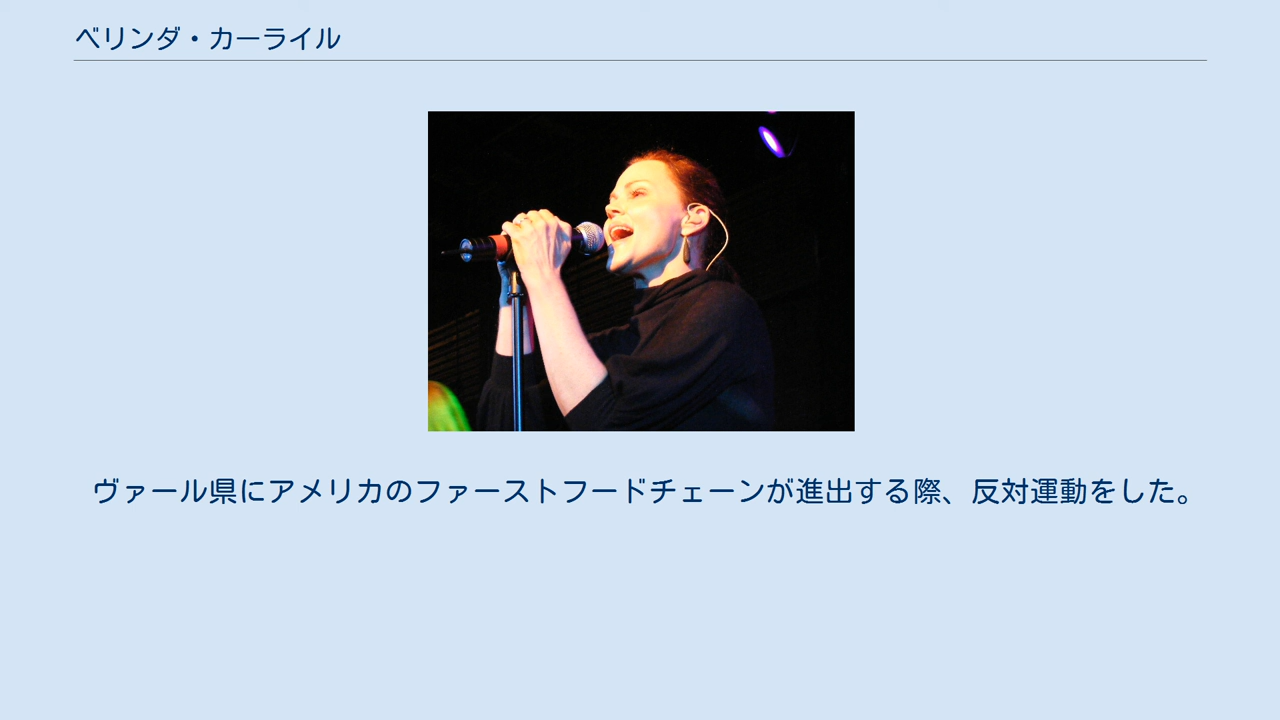 ベリンダ・カーライル
ヴァール県にアメリカのファーストフードチェーンが進出する際、反対運動をした。